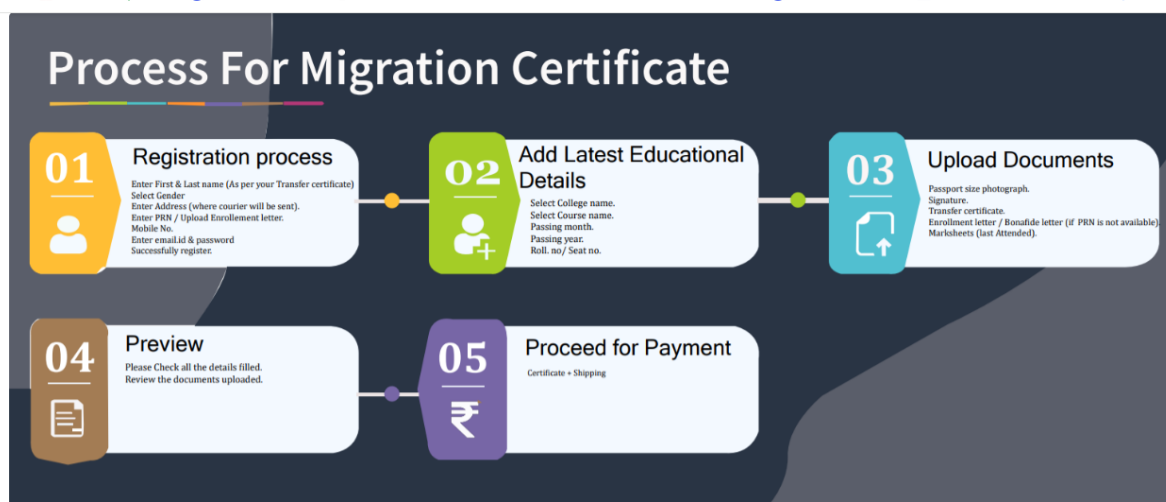 Process For Migration Certificate
01
Registration process
Enter First & Last name (As per your Transfer certificate)
Select Gender
Enter Address (where courier will be sent).
Enter PRN / Upload Enrollement letter.
Mobile No.
Enter email.id & password
Successfully register.
02
Add Latest Educational
Details
Select College name.
Select Course name.
Passing month.
Passing year.
Roll. no/ Seat no.
03
Upload Documents
Passport size photograph.
Signature.
Transfer certificate.
Enrollment letter / Bonafide letter (if PRN is not available).
Marksheets (last Attended).
04
Preview
Please Check all the details filled.
Review the documents uploaded.
05
Proceed for Payment
Certificate + Shipping
₹